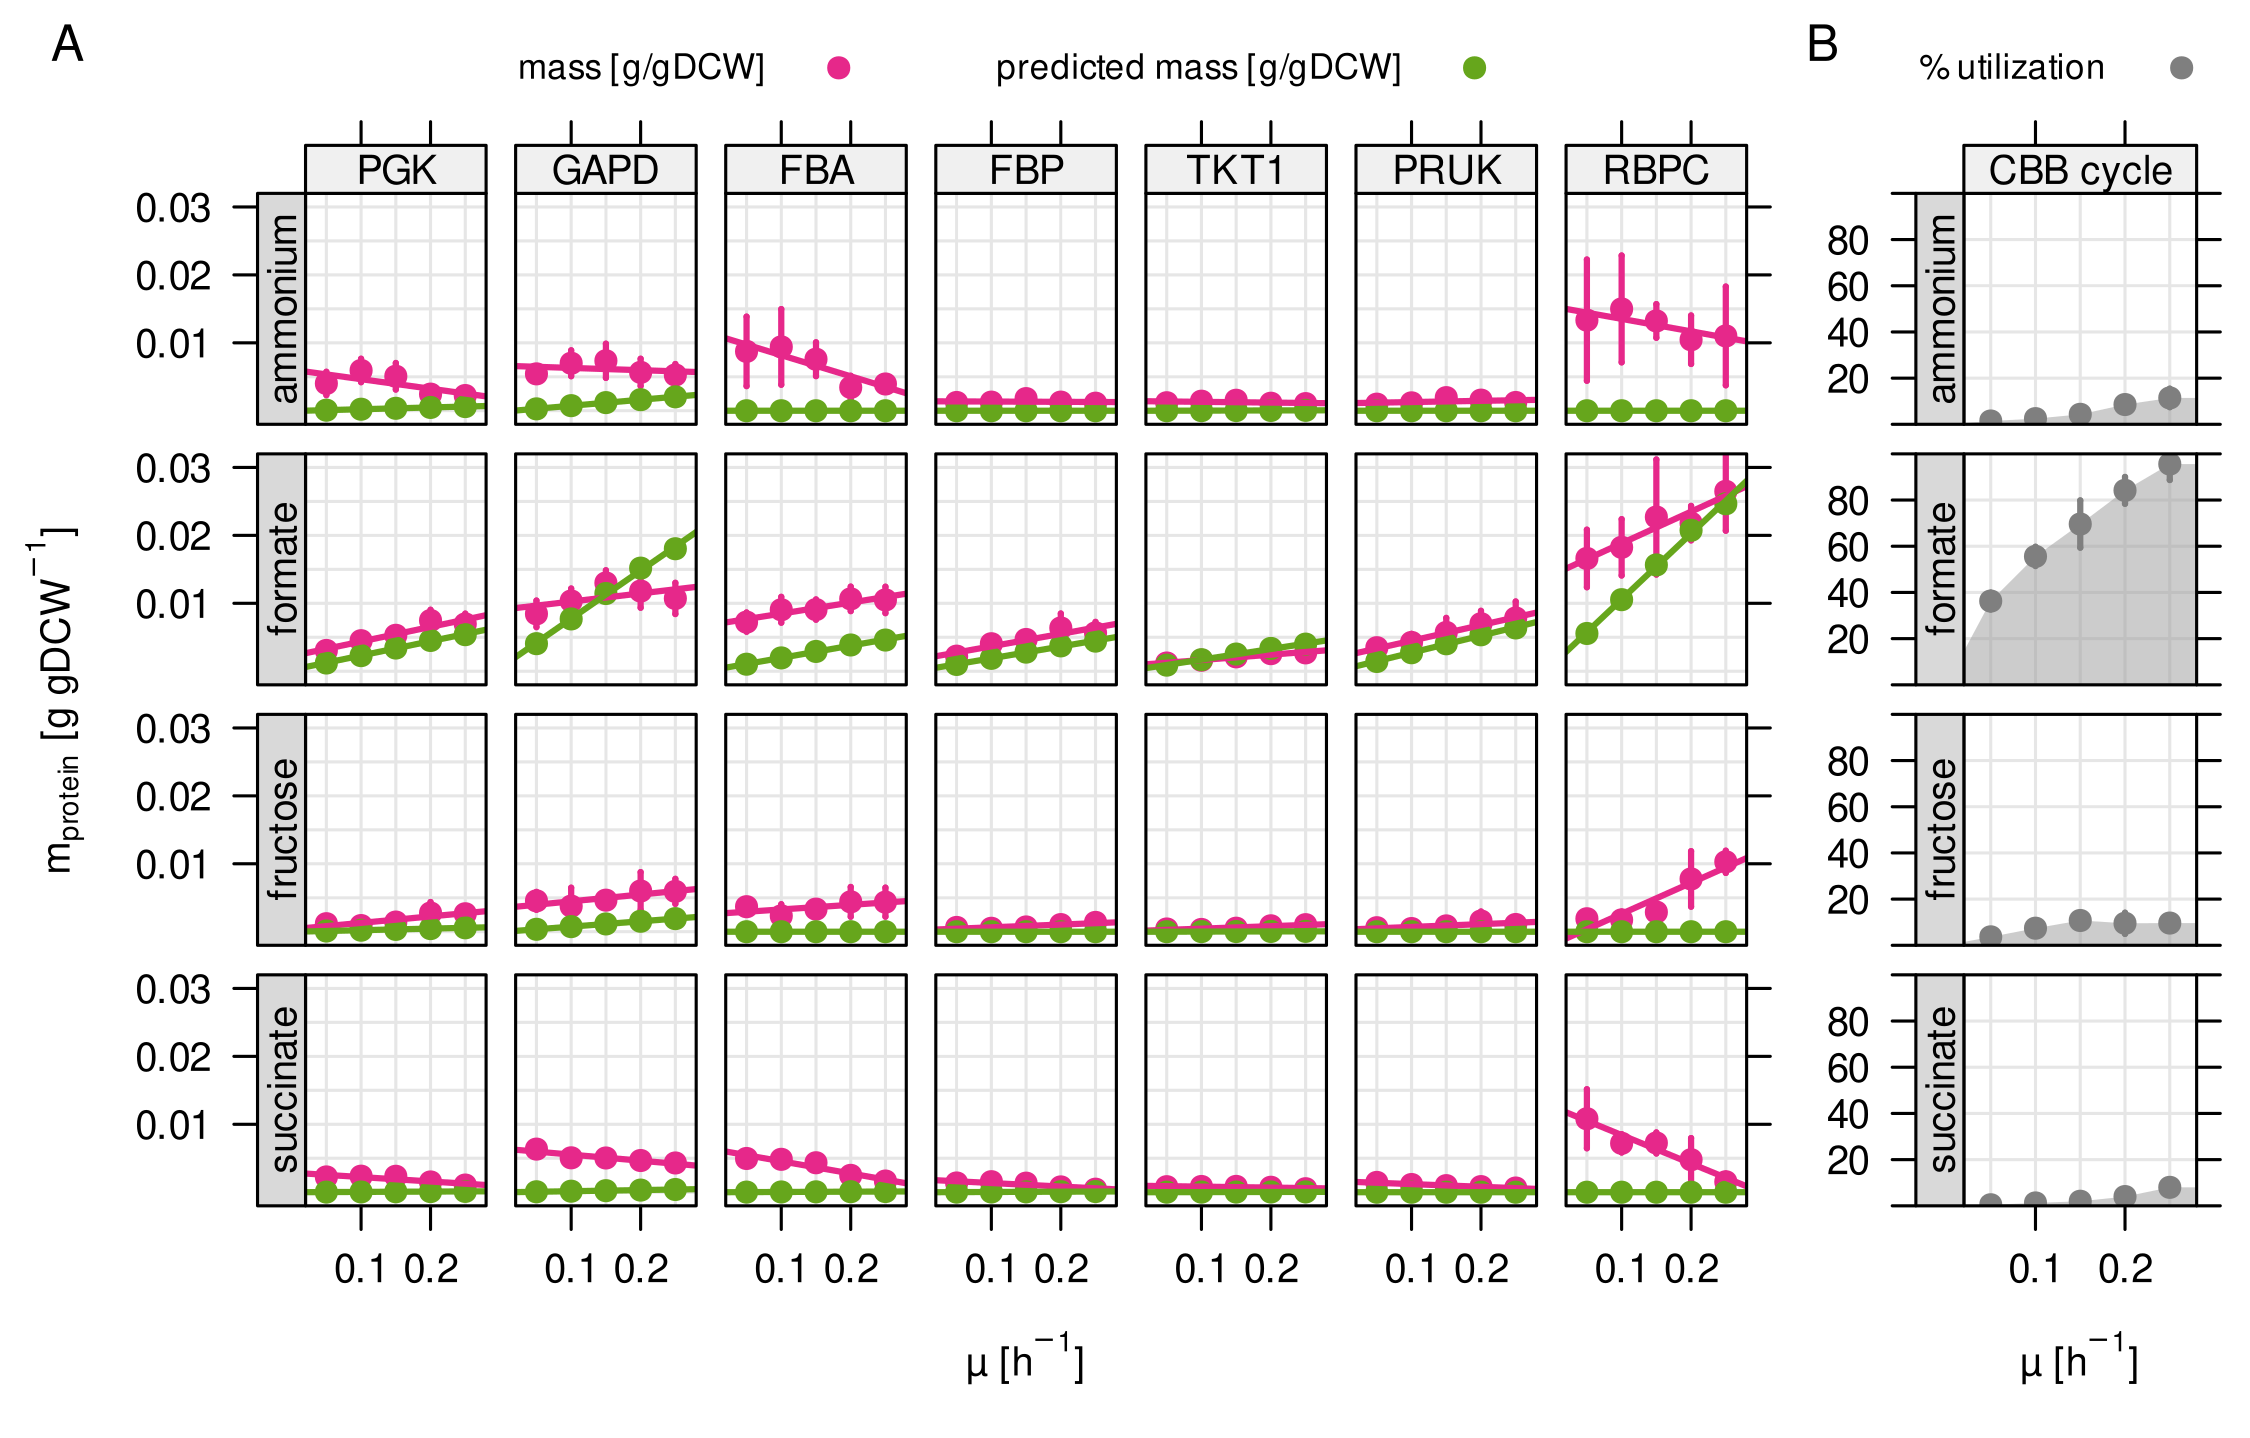 A
mass [g/gDCW]
predicted mass [g/gDCW]
B
% utilization
PGK GAPD FBA FBP TKT1 PRUK RBPC
CBB cycle
m protein [g gDCW−1]
0.03
0.02
0.01
ammonium
80
60
40
20
ammonium
0.03
0.02
0.01
formate
80
60
40
20
formate
0.03
0.02
0.01
fructose
80
60
40
20
fructose
0.03
0.02
0.01
succinate
80
60
40
20
succinate
0.1 0.2 0.1 0.2 0.1 0.2 0.1 0.2 0.1 0.2 0.1 0.2 0.1 0.2
0.1 0.2
µ [h−1]
µ [h−1]